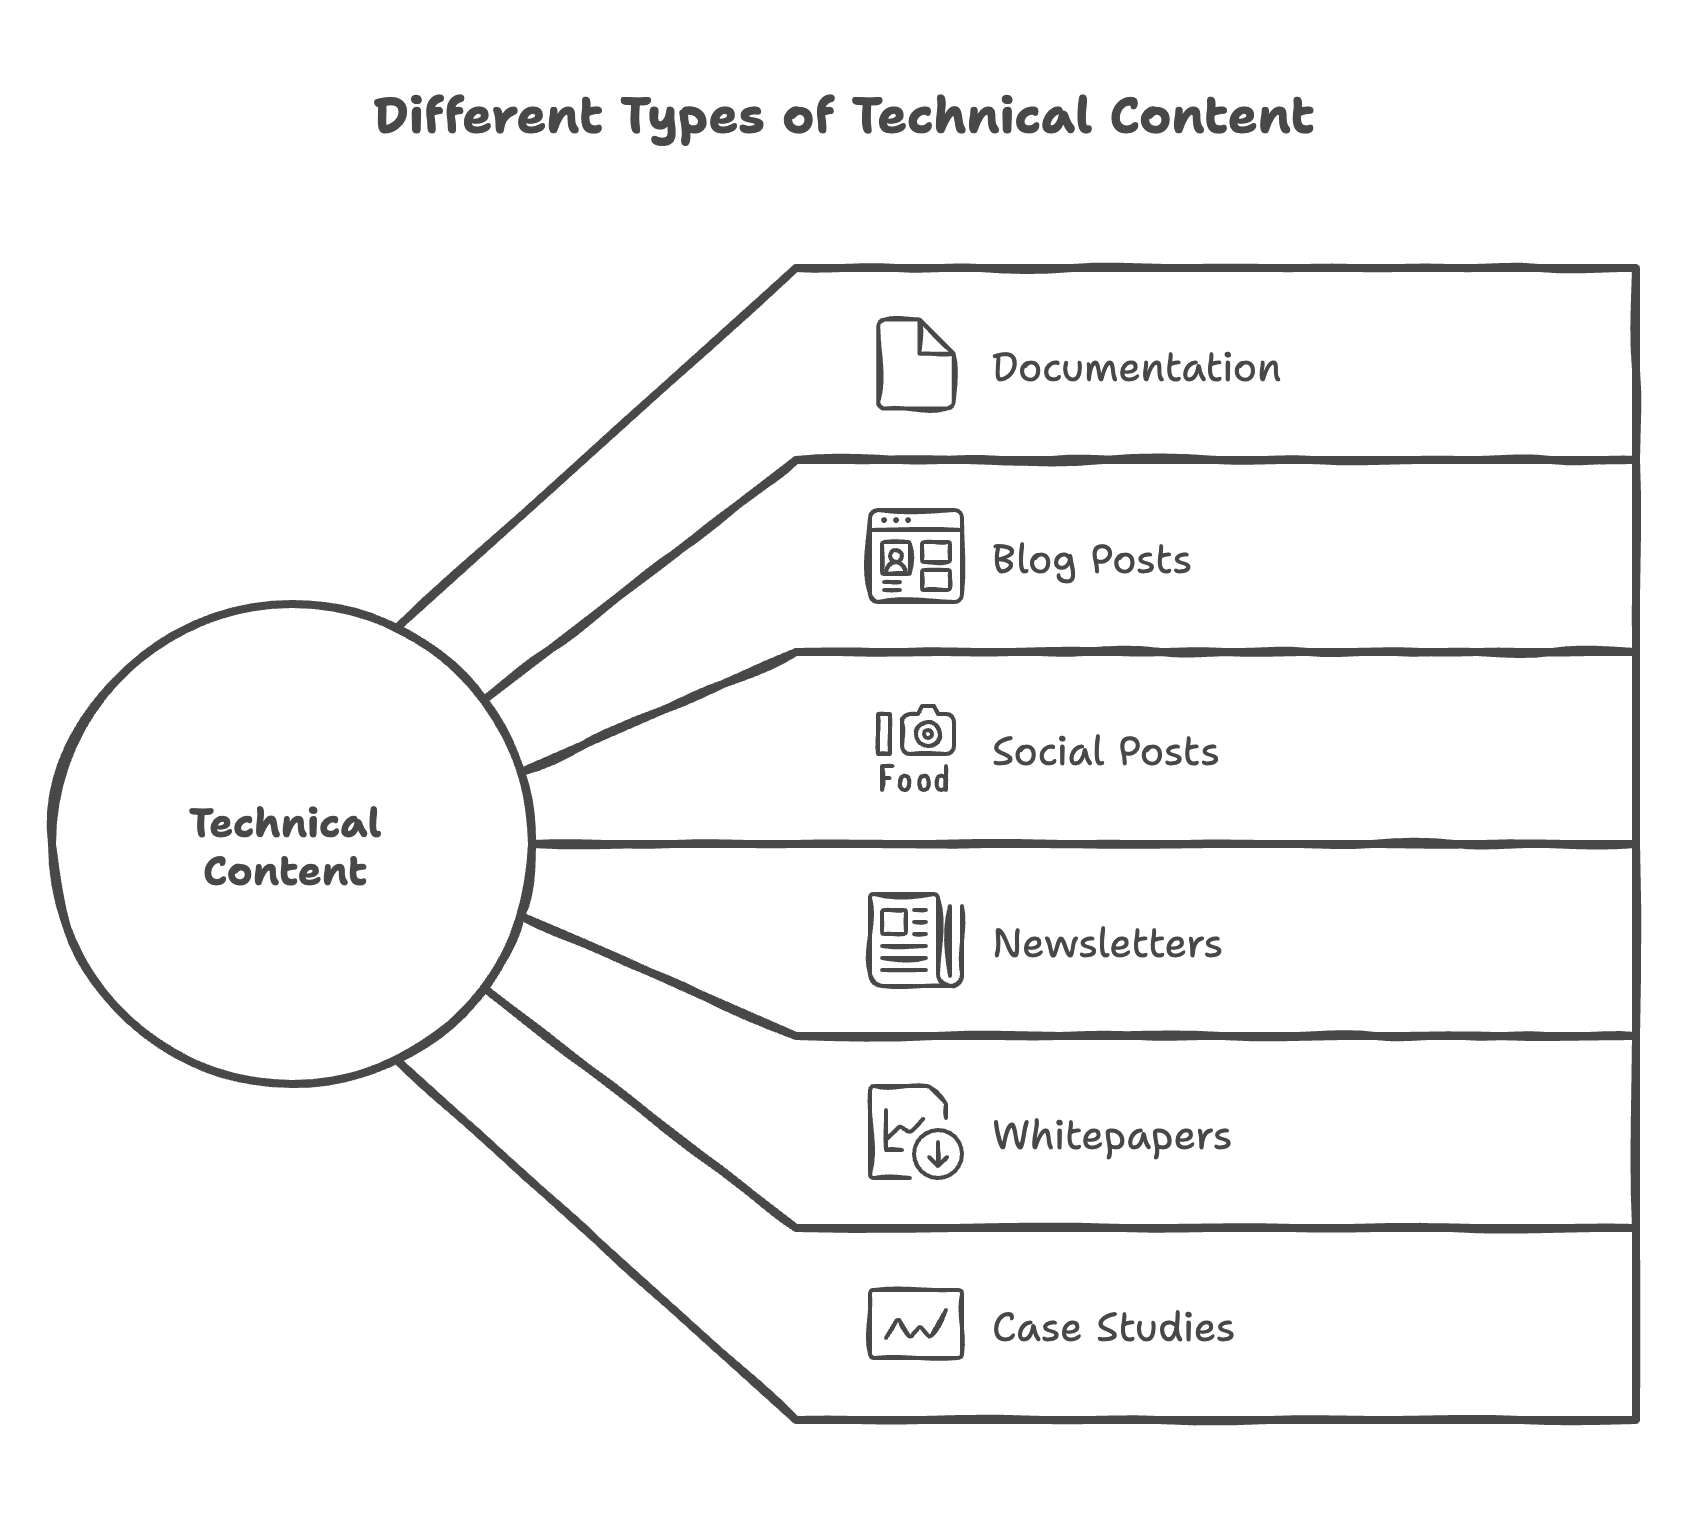 Different Types of Technical Content
Documentation
Blog Posts
Food
Social Posts
Technical
Content
Newsletters
Whitepapers
Case Studies